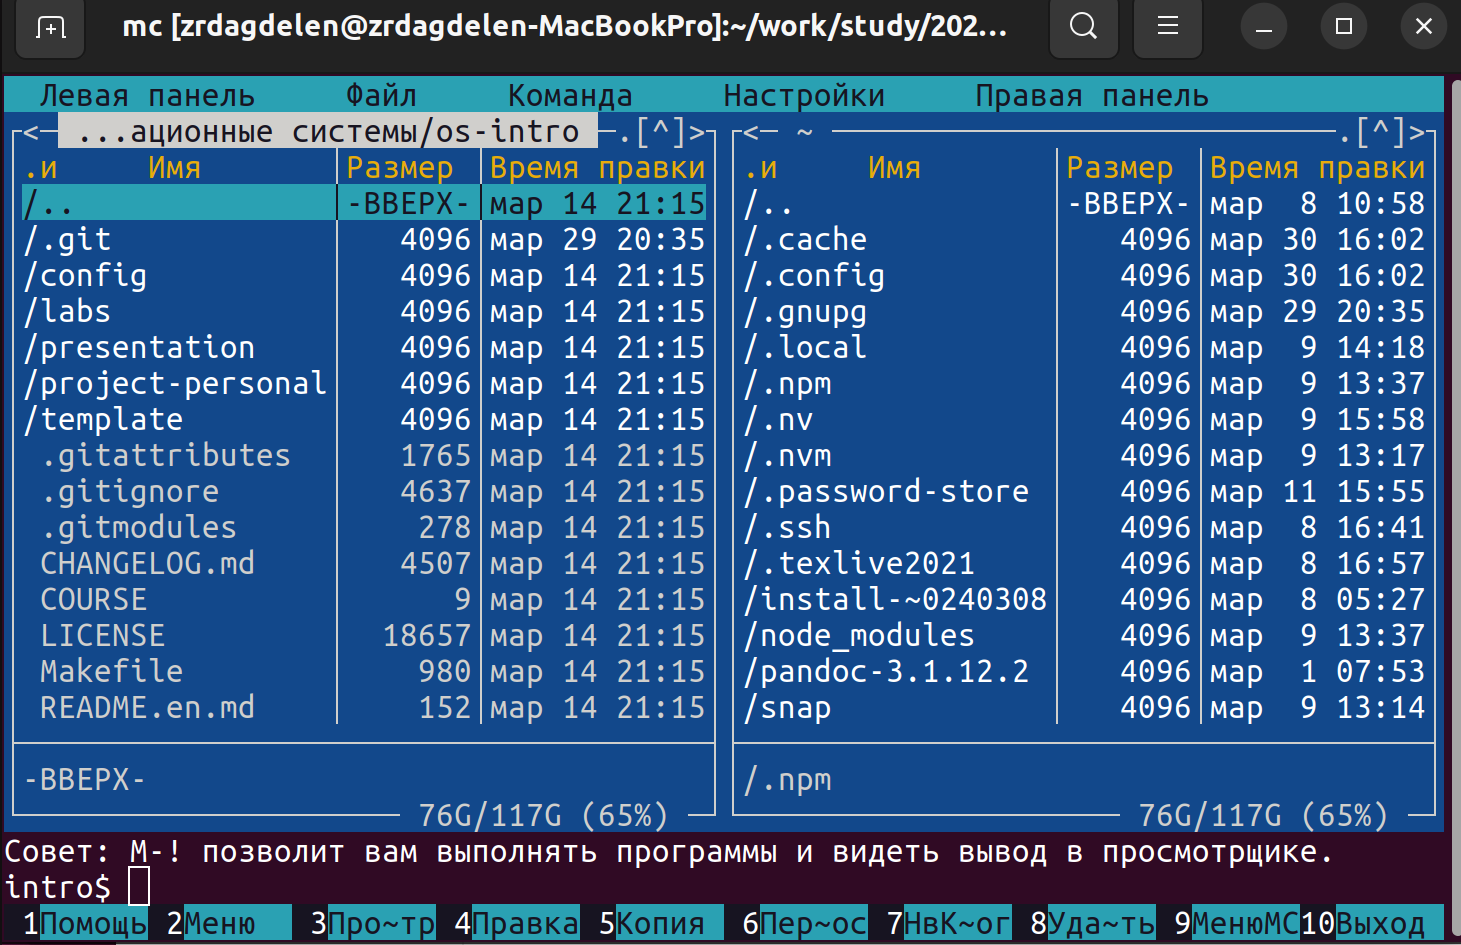 mc [zrdagdelen@zrdagdelen-MacBookPro]:~/work/study/202...
Левая панель Файл Команда Настройки Правая панель
<- ...ационные системы/os-intro .[^]> <- ~ .[^]>
.и Имя Размер Время правки .и Имя Размер Время правки
/.. -ВВЕРХ- мар 14 21:15 /.. -ВВЕРХ- мар 8 10:58
/.git 4096 мар 29 20:35 /.cache 4096 мар 30 16:02
/config 4096 мар 14 21:15 /.config 4096 мар 30 16:02
/labs 4096 мар 14 21:15 /.gnupg 4096 мар 29 20:35
/presentation 4096 мар 14 21:15 /.local 4096 мар 9 14:18
/project-personal 4096 мар 14 21:15 /.npm 4096 мар 9 13:37
/template 4096 мар 14 21:15 /.nv 4096 мар 9 15:58
.gitattributes 1765 мар 14 21:15 /.nvm 4096 мар 9 13:17
.gitignore 4637 мар 14 21:15 /.password-store 4096 мар 11 15:55
.gitmodules 278 мар 14 21:15 /.ssh 4096 мар 8 16:41
CHANGELOG.md 4507 мар 14 21:15 /.texlive2021 4096 мар 8 16:57
COURSE 9 мар 14 21:15 /install-~0240308 4096 мар 8 05:27
LICENSE 18657 мар 14 21:15 /node_modules 4096 мар 9 13:37
Makefile 980 мар 14 21:15 /pandoc-3.1.12.2 4096 мар 1 07:53
README.en.md 152 мар 14 21:15 /snap 4096 мар 9 13:14
-ВВЕРХ- /.npm
76G/117G (65%) 76G/117G (65%)
Совет: M-! позволит вам выполнять программы и видеть вывод в просмотрщике.
intro$
1Помощь 2Меню 3Про~тр 4Правка 5Копия 6Пер~ос 7НвК~ог 8Уда~ть 9МенюMC 10Выход